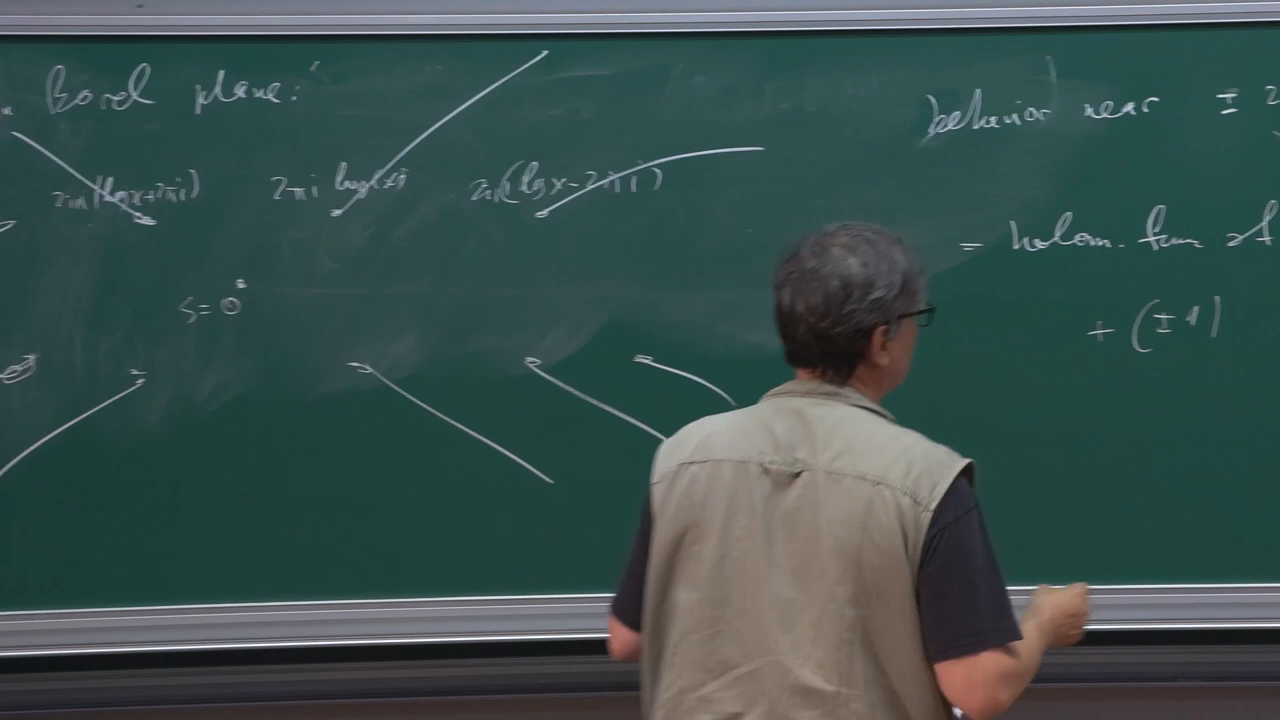 Borel plane:
2πi(log x+2πi) 2πi log(x) 2πi(log x-2πi)
s=0
behavior near ± 2
= holom. fun of
+ (±1)